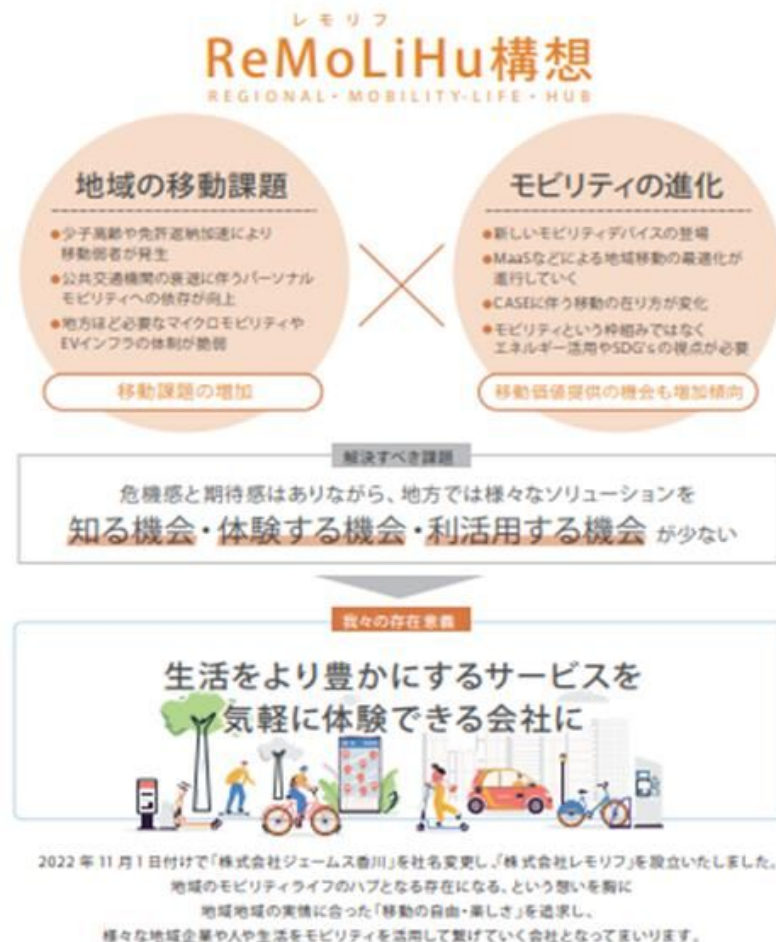 レモリフ
ReMoLiHu構想
REGIONAL・MOBILITY-LIFE・HUB
地域の移動課題
●少子高齢や免許返納加速により
移動弱者が発生
●公共交通機関の衰退に伴うパーソナル
モビリティへの依存が向上
●地方ほど必要なマイクロモビリティや
EVインフラの体制が脆弱
移動課題の増加
モビリティの進化
●新しいモビリティデバイスの登場
●MaaSなどによる地域移動の最適化が
進行していく
●CASEに伴う移動の在り方が変化
●モビリティという枠組みではなく
エネルギー活用やSDG'sの視点が必要
移動価値提供の機会も増加傾向
解決すべき課題
危機感と期待感はありながら、地方では様々なソリューションを
知る機会・体験する機会・利活用する機会 が少ない
我々の存在意義
生活をより豊かにするサービスを
気軽に体験できる会社に
2022年11月1日付けで「株式会社ジェームス香川」を社名変更し、「株式会社レモリフ」を設立いたしました。
地域のモビリティライフのハブとなる存在になる、という想いを胸に
地域地域の実情に合った「移動の自由・楽しさ」を追求し、
様々な地域企業や人や生活をモビリティを活用して繋げていく会社となってまいります。